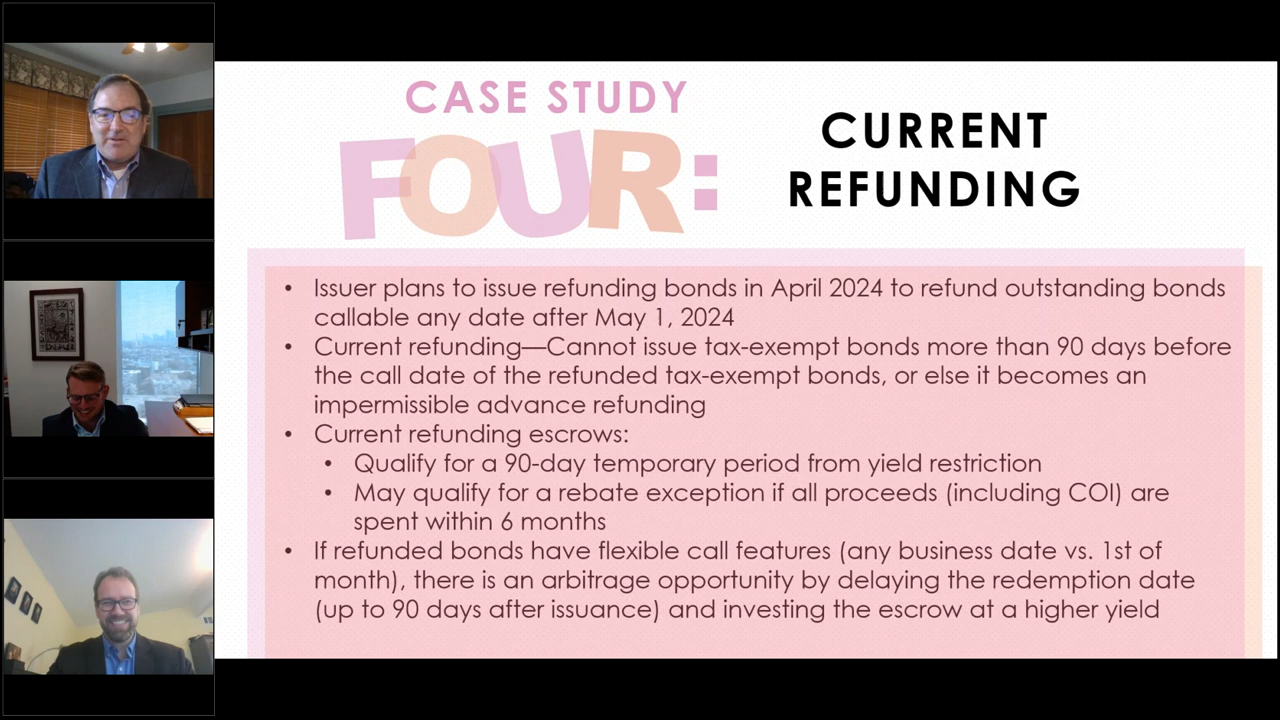 CASE STUDY
FOUR:
CURRENT
REFUNDING
• Issuer plans to issue refunding bonds in April 2024 to refund outstanding bonds
callable any date after May 1, 2024
• Current refunding—Cannot issue tax-exempt bonds more than 90 days before
the call date of the refunded tax-exempt bonds, or else it becomes an
impermissible advance refunding
• Current refunding escrows:
• Qualify for a 90-day temporary period from yield restriction
• May qualify for a rebate exception if all proceeds (including COI) are
spent within 6 months
• If refunded bonds have flexible call features (any business date vs. 1st of
month), there is an arbitrage opportunity by delaying the redemption date
(up to 90 days after issuance) and investing the escrow at a higher yield